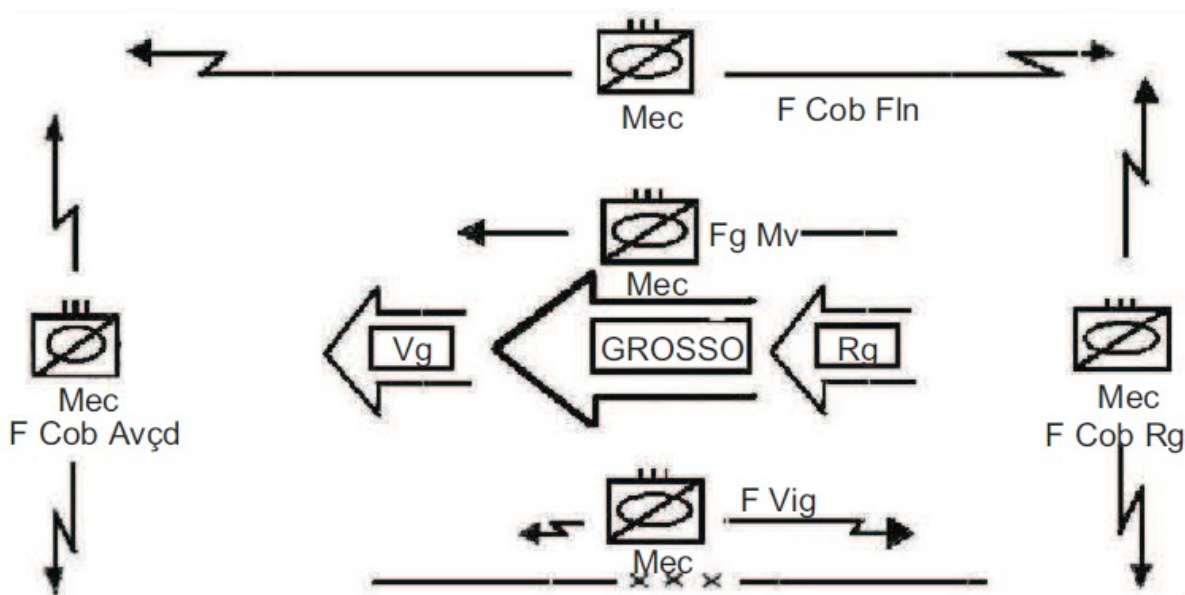 Mec
F Cob Fln
Fg Mv
Mec
Vg
GROSSO
Rg
Mec
F Cob Avçd
Mec
F Cob Rg
F Vig
Mec
x x x